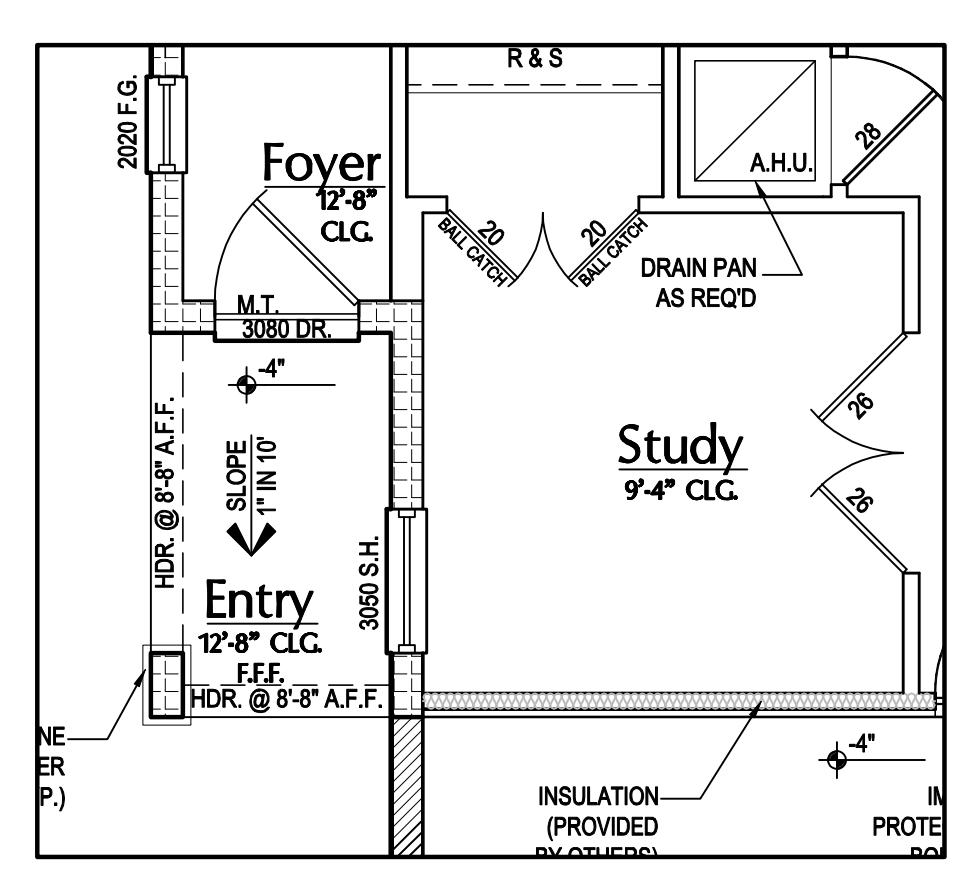 R & S
2020 F.G.
Foyer
12'-8"
CLG.
28
A.H.U.
20
BALL CATCH
20
BALL CATCH
DRAIN PAN
AS REQ'D
M.T.
3080 DR.
-4"
HDR. @ 8'-8" A.F.F.
SLOPE
1" IN 10'
26
Study
9'-4" CLG.
26
3050 S.H.
Entry
12'-8" CLG.
F.F.F.
HDR. @ 8'-8" A.F.F.
NE
ER
P.)
-4"
INSULATION
(PROVIDED
BY OTHERS)
IM
PROTE